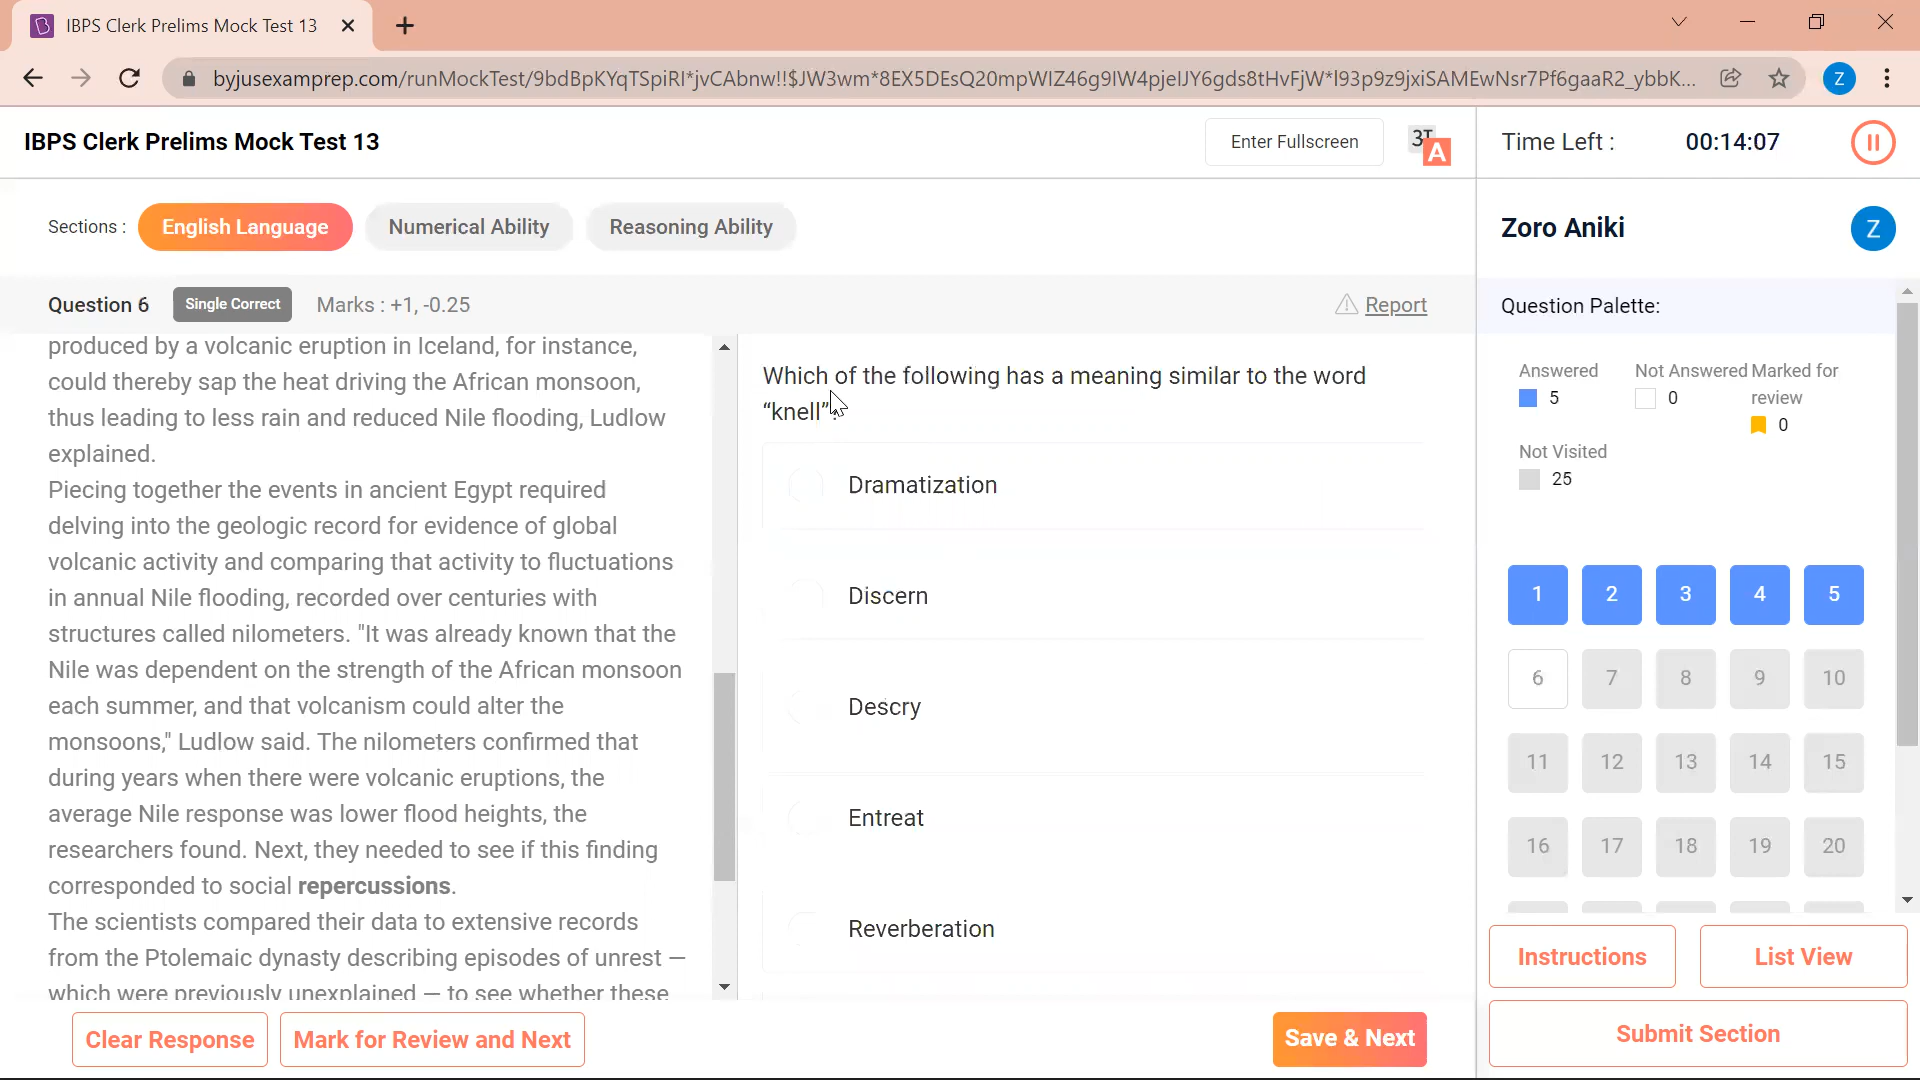 IBPS Clerk Prelims Mock Test 13
byjusexamprep.com/runMockTest/9bdBpKYqTSpiRI*jvCAbnw!!$JW3wm*8EX5DEsQ20mpWIZ46g9IW4pjeIJY6gds8tHvFjW*I93p9z9jxiSAMEwNsr7Pf6gaaR2_ybbK...
Z
IBPS Clerk Prelims Mock Test 13
Enter Fullscreen
A
Time Left :
00:14:07
Sections :
English Language
Numerical Ability
Reasoning Ability
Zoro Aniki
Z
Question 6
Single Correct
Marks : +1, -0.25
Report
produced by a volcanic eruption in Iceland, for instance,
could thereby sap the heat driving the African monsoon,
thus leading to less rain and reduced Nile flooding, Ludlow
explained.
Piecing together the events in ancient Egypt required
delving into the geologic record for evidence of global
volcanic activity and comparing that activity to fluctuations
in annual Nile flooding, recorded over centuries with
structures called nilometers. "It was already known that the
Nile was dependent on the strength of the African monsoon
each summer, and that volcanism could alter the
monsoons," Ludlow said. The nilometers confirmed that
during years when there were volcanic eruptions, the
average Nile response was lower flood heights, the
researchers found. Next, they needed to see if this finding
corresponded to social repercussions.
The scientists compared their data to extensive records
from the Ptolemaic dynasty describing episodes of unrest —
which were previously unexplained — to see whether these
Which of the following has a meaning similar to the word
“knell”?
Dramatization
Discern
Descry
Entreat
Reverberation
Question Palette:
Answered
5
Not Answered
0
Marked for
review
0
Not Visited
25
1 2 3 4 5
6 7 8 9 10
11 12 13 14 15
16 17 18 19 20
Clear Response
Mark for Review and Next
Save & Next
Instructions
List View
Submit Section